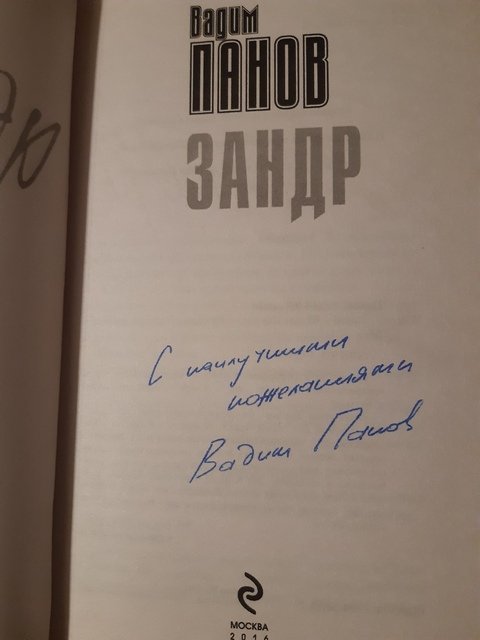 Вадим
ПАНОВ
ЗАНДР
С наилучшими
пожеланиями
Вадим Панов
МОСКВА
2016